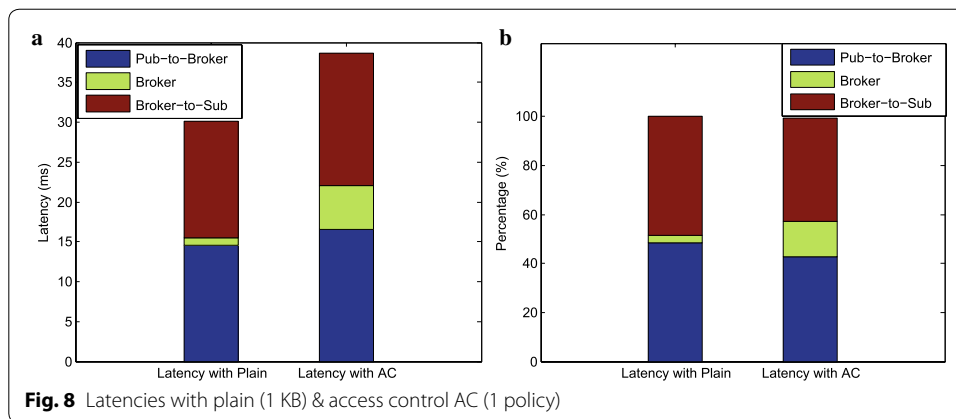 a
40
35
30
25
20
15
10
5
0
Latency (ms)
Pub-to-Broker
Broker
Broker-to-Sub
Latency with Plain
Latency with AC
b
100
80
60
40
20
0
Percentage (%)
Pub-to-Broker
Broker
Broker-to-Sub
Latency with Plain
Latency with AC
Fig. 8 Latencies with plain (1 KB) & access control AC (1 policy)